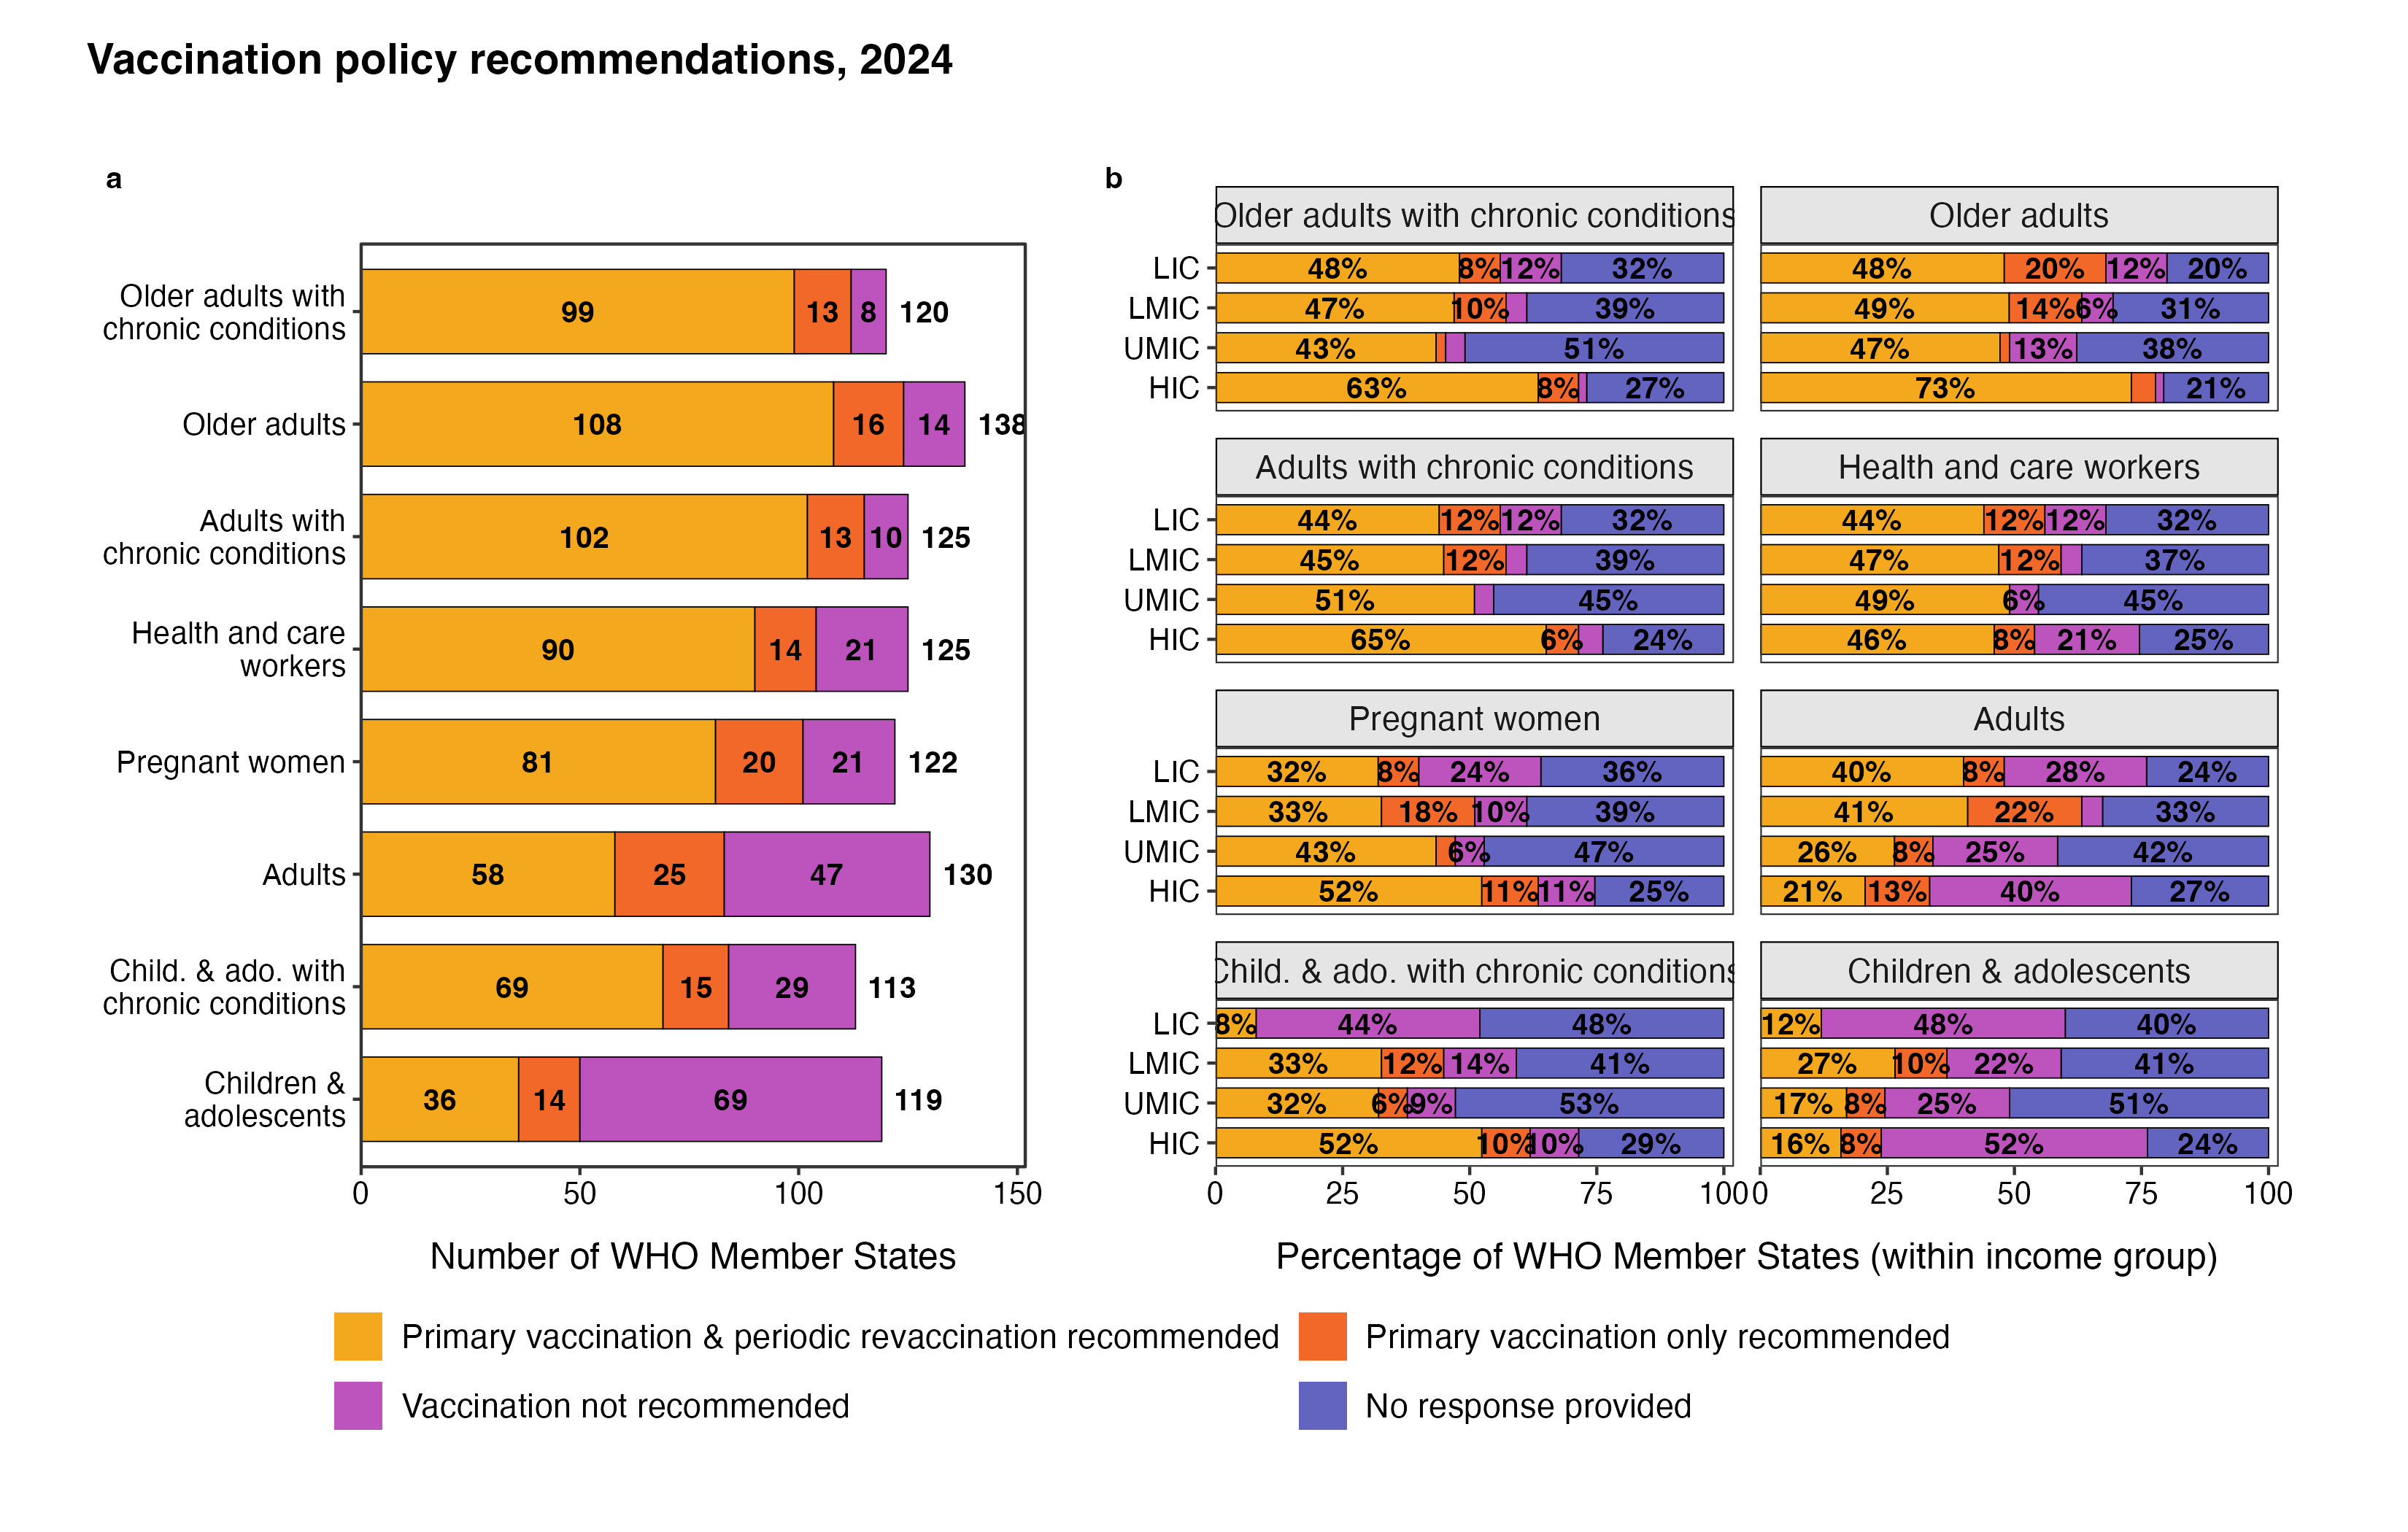 Vaccination policy recommendations, 2024
a
Older adults with
chronic conditions
99 13 8 120
Older adults
108 16 14 138
Adults with
chronic conditions
102 13 10 125
Health and care
workers
90 14 21 125
Pregnant women
81 20 21 122
Adults
58 25 47 130
Child. & ado. with
chronic conditions
69 15 29 113
Children &
adolescents
36 14 69 119
0 50 100 150
Number of WHO Member States
b
Older adults with chronic conditions
LIC 48% 8% 12% 32%
LMIC 47% 10% 39%
UMIC 43% 51%
HIC 63% 8% 27%
Older adults
48% 20% 12% 20%
49% 14% 6% 31%
47% 13% 38%
73% 21%
Adults with chronic conditions
LIC 44% 12% 12% 32%
LMIC 45% 12% 39%
UMIC 51% 45%
HIC 65% 6% 24%
Health and care workers
44% 12% 12% 32%
47% 12% 37%
49% 6% 45%
46% 8% 21% 25%
Pregnant women
LIC 32% 8% 24% 36%
LMIC 33% 18% 10% 39%
UMIC 43% 6% 47%
HIC 52% 11% 11% 25%
Adults
40% 8% 28% 24%
41% 22% 33%
26% 8% 25% 42%
21% 13% 40% 27%
Child. & ado. with chronic conditions
LIC 8% 44% 48%
LMIC 33% 12% 14% 41%
UMIC 32% 6% 9% 53%
HIC 52% 10% 10% 29%
Children & adolescents
12% 48% 40%
27% 10% 22% 41%
17% 8% 25% 51%
16% 8% 52% 24%
0 25 50 75 100
0 25 50 75 100
Percentage of WHO Member States (within income group)
Primary vaccination & periodic revaccination recommended
Primary vaccination only recommended
Vaccination not recommended
No response provided